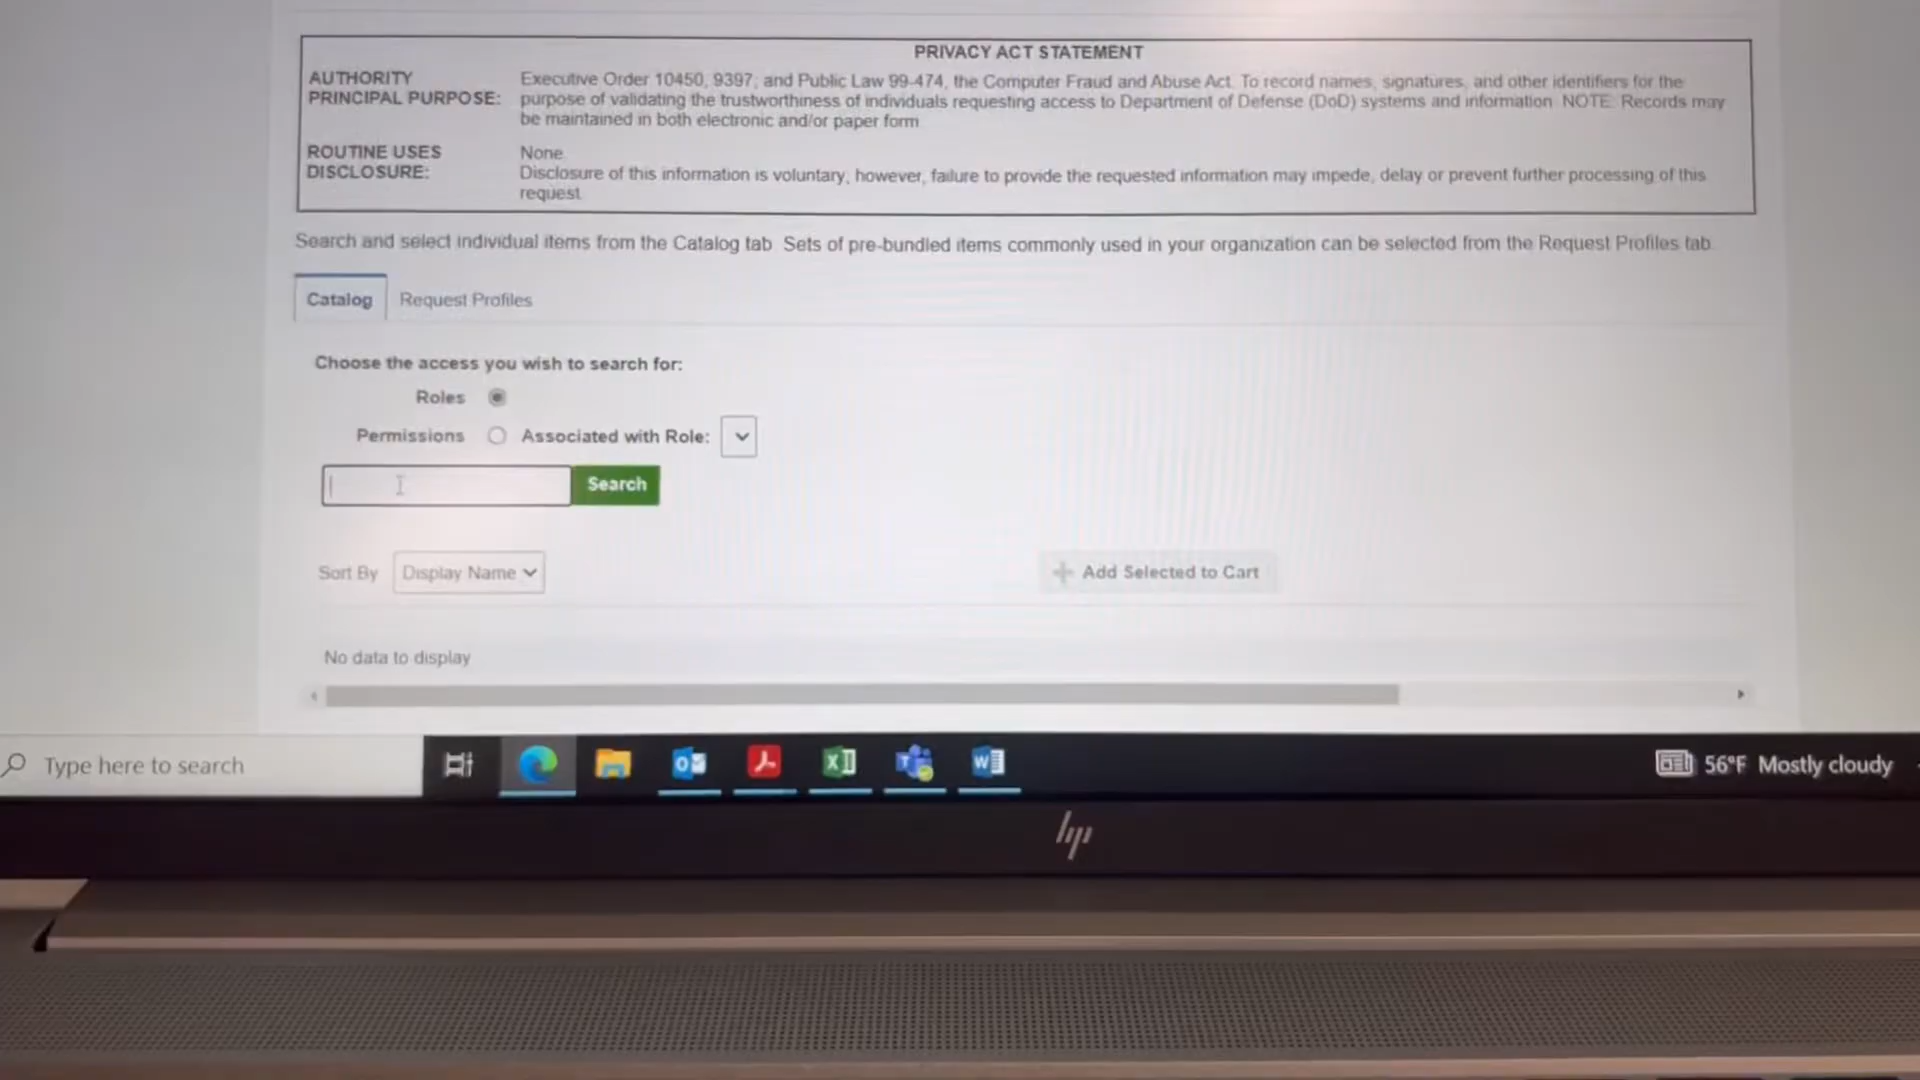 PRIVACY ACT STATEMENT
AUTHORITY
PRINCIPAL PURPOSE:
Executive Order 10450, 9397, and Public Law 99-474, the Computer Fraud and Abuse Act. To record names, signatures, and other identifiers for the
purpose of validating the trustworthiness of individuals requesting access to Department of Defense (DoD) systems and information. NOTE: Records may
be maintained in both electronic and/or paper form
ROUTINE USES
None
DISCLOSURE:
Disclosure of this information is voluntary; however, failure to provide the requested information may impede, delay or prevent further processing of this
request
Search and select individual items from the Catalog tab. Sets of pre-bundled items commonly used in your organization can be selected from the Request Profiles tab
Catalog Request Profiles
Choose the access you wish to search for:
Roles
Permissions Associated with Role:
Search
Sort By Display Name + Add Selected to Cart
No data to display
Type here to search 56°F Mostly cloudy
hp